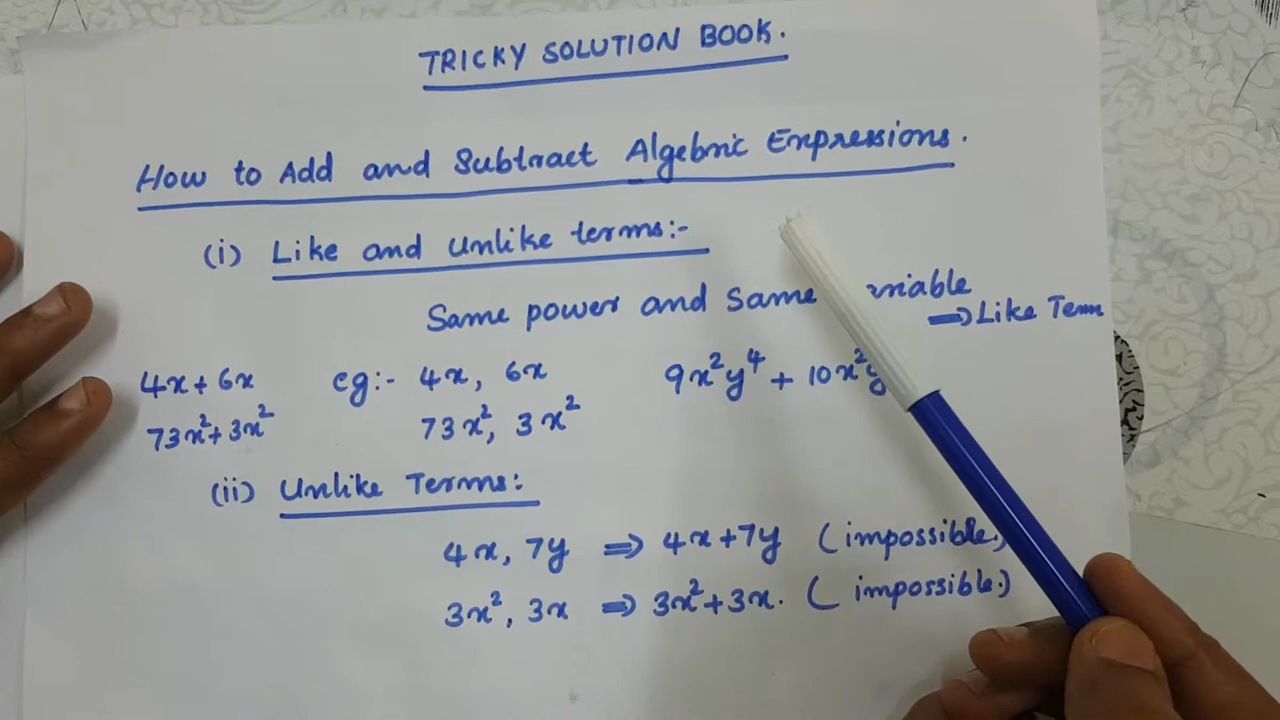 TRICKY SOLUTION BOOK.
How to Add and Subtract Algebric Expressions.
(i) Like and Unlike terms:-
Same power and Same
⇒ Like Term
4x + 6x eg:- 4x, 6x 9x²y⁴ + 10x²
73x² + 3x² 73x², 3x²
(ii) Unlike Terms:
4x, 7y ⇒ 4x+7y (impossible.)
3x², 3x ⇒ 3x²+3x. (impossible.)